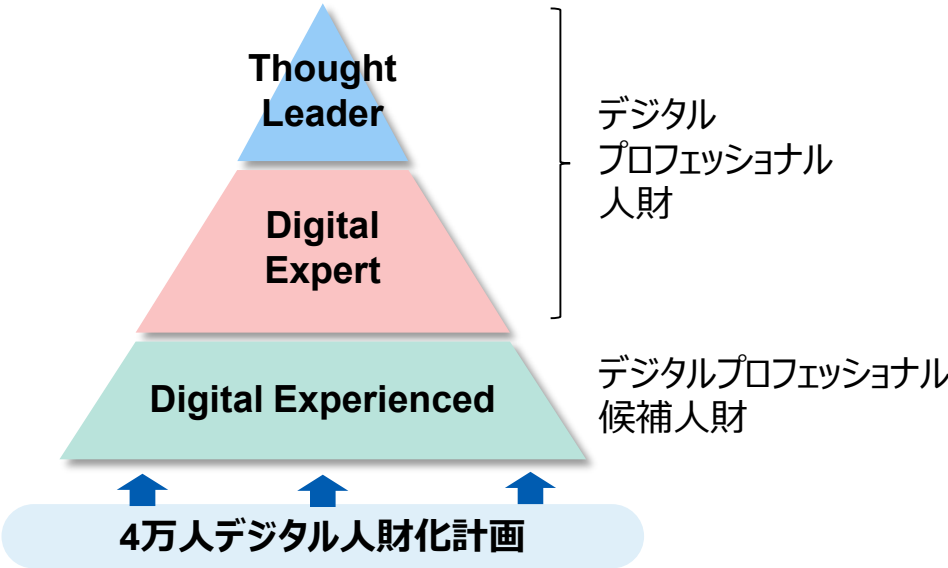 Thought
Leader
デジタル
プロフェッショナル
人財
Digital
Expert
Digital Experienced
デジタルプロフェッショナル
候補人財
4万人デジタル人財化計画